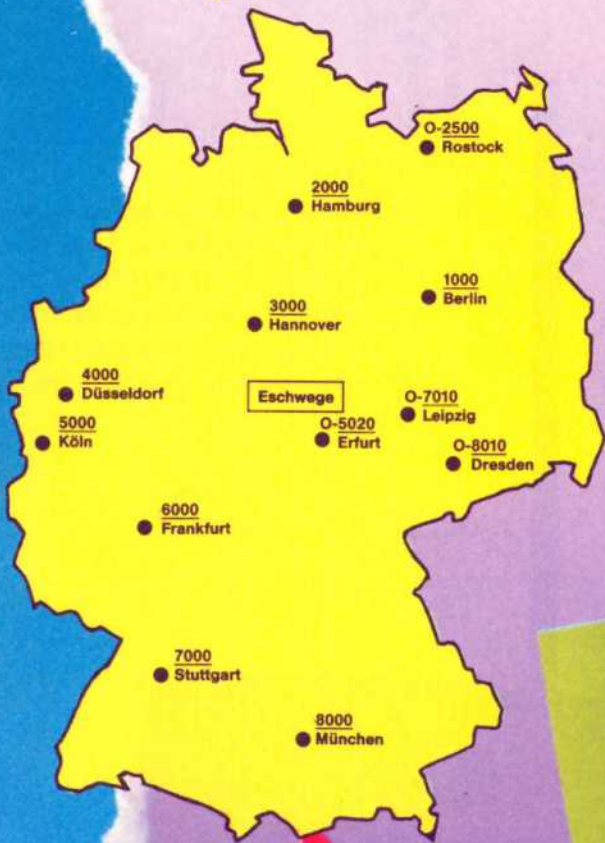 O-2500
Rostock
2000
Hamburg
1000
Berlin
3000
Hannover
4000
Düsseldorf
Eschwege
O-7010
Leipzig
5000
Köln
O-5020
Erfurt
O-8010
Dresden
6000
Frankfurt
7000
Stuttgart
8000
München